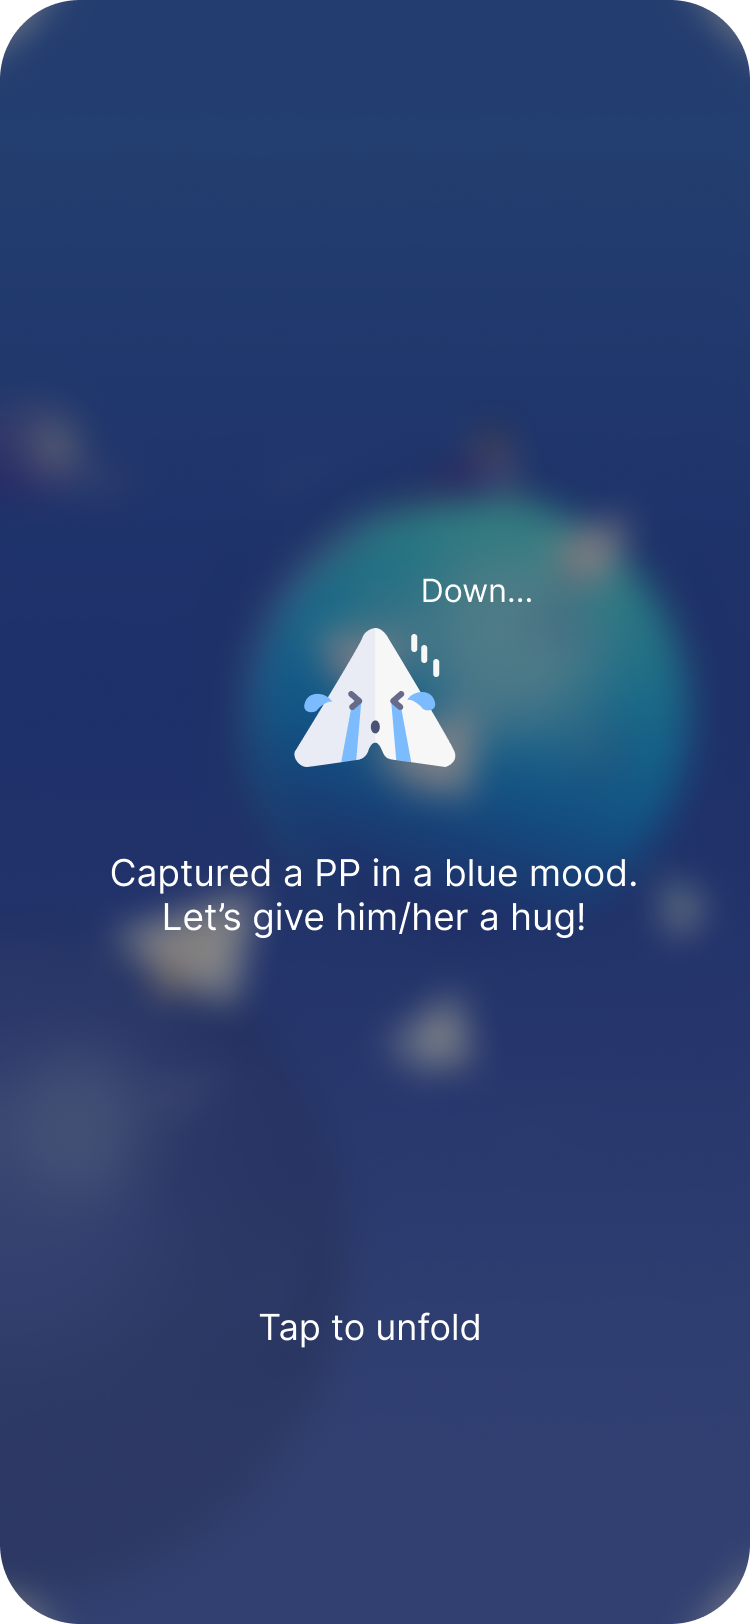 Down...
Captured a PP in a blue mood.
Let’s give him/her a hug!
Tap to unfold